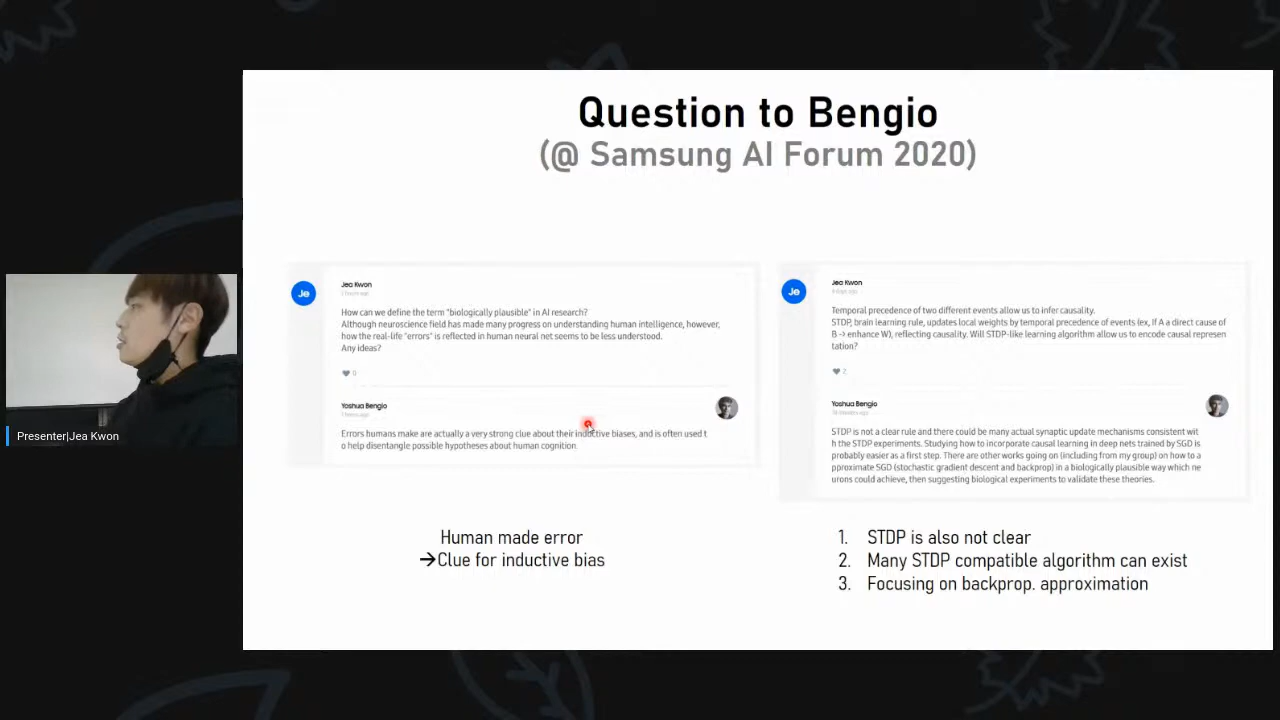 Question to Bengio
(@ Samsung AI Forum 2020)
Je
Jea Kwon
How can we define the term "biologically plausible" in AI research?
Although neuroscience field has made many progress on understanding human intelligence, however,
how the real-life "errors" is reflected in human neural net seems to be less understood.
Any ideas?
0
Yoshua Bengio
Errors humans make are actually a very strong clue about their inductive biases, and is often used t
o help disentangle possible hypotheses about human cognition.
Je
Jea Kwon
Temporal precedence of two different events allow us to infer causality.
STDP, brain learning rule, updates local weights by temporal precedence of events (ex, If A a direct cause of
B -> enhance W), reflecting causality. Will STDP-like learning algorithm allow us to encode causal represen
tation?
2
Yoshua Bengio
STDP is not a clear rule and there could be many actual synaptic update mechanisms consistent wit
h the STDP experiments. Studying how to incorporate causal learning in deep nets trained by SGD is
probably easier as a first step. There are other works going on (including from my group) on how to a
pproximate SGD (stochastic gradient descent and backprop) in a biologically plausible way which ne
urons could achieve, then suggesting biological experiments to validate these theories.
Human made error
→Clue for inductive bias
1. STDP is also not clear
2. Many STDP compatible algorithm can exist
3. Focusing on backprop. approximation
Presenter|Jea Kwon